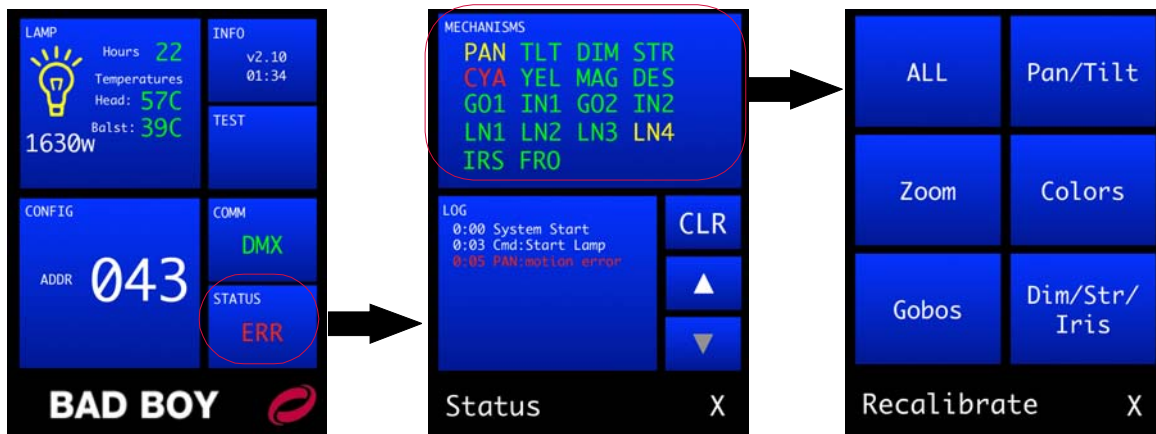 LAMP
Hours 22
Temperatures
Head: 57C
Balst: 39C
1630w
INFO
v2.10
01:34
TEST
CONFIG
ADDR 043
COMM
DMX
STATUS
ERR
BAD BOY
MECHANISMS
PAN TLT DIM STR
CYA YEL MAG DES
GO1 IN1 GO2 IN2
LN1 LN2 LN3 LN4
IRS FRO
LOG
0:00 System Start
0:03 Cmd:Start Lamp
0:05 PAN:motion error
CLR
Status X
ALL
Pan/Tilt
Zoom
Colors
Gobos
Dim/Str/
Iris
Recalibrate X